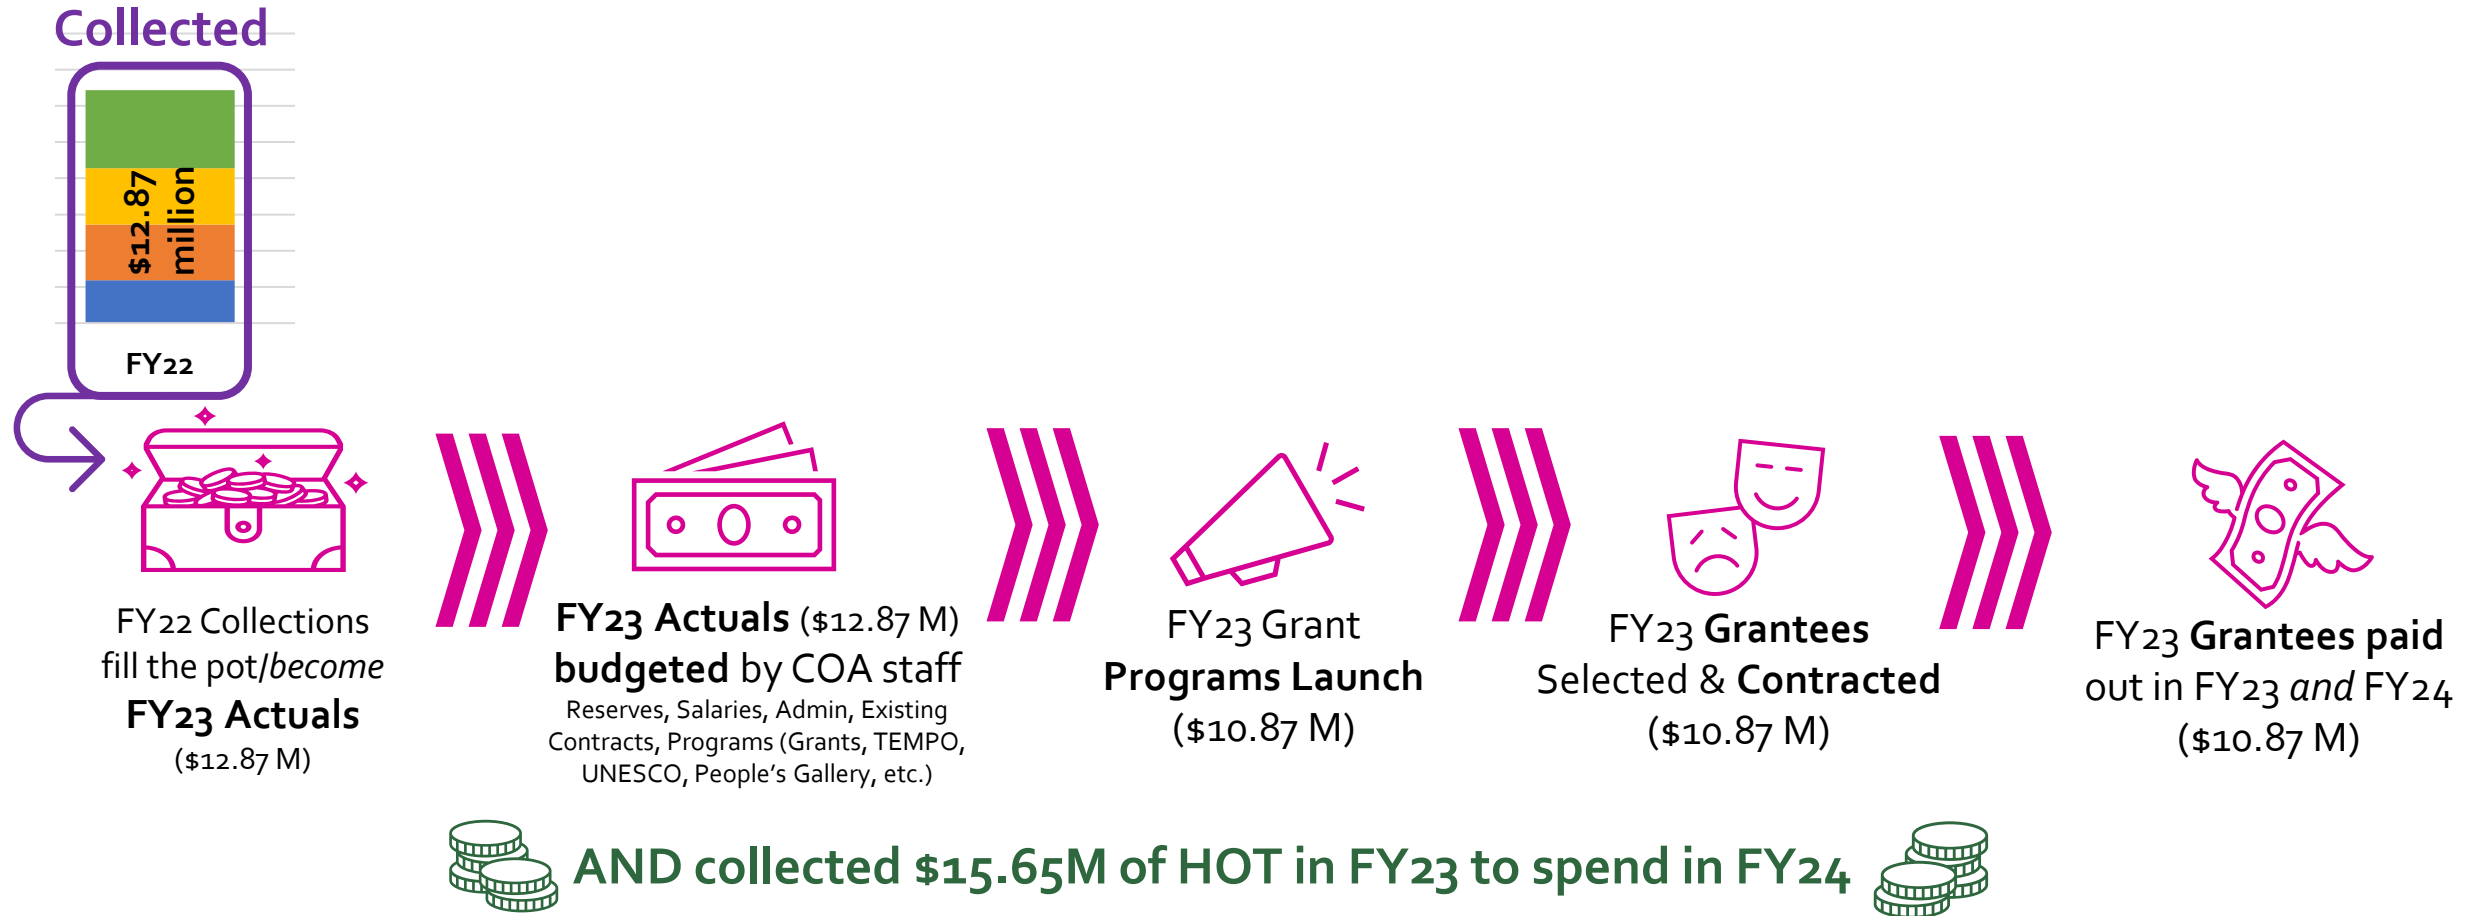 Collected
$12.87
million
FY22
FY22 Collections
fill the pot/become
FY23 Actuals
($12.87 M)
FY23 Actuals ($12.87 M)
budgeted by COA staff
Reserves, Salaries, Admin, Existing
Contracts, Programs (Grants, TEMPO,
UNESCO, People’s Gallery, etc.)
FY23 Grant
Programs Launch
($10.87 M)
FY23 Grantees
Selected & Contracted
($10.87 M)
FY23 Grantees paid
out in FY23 and FY24
($10.87 M)
AND collected $15.65M of HOT in FY23 to spend in FY24